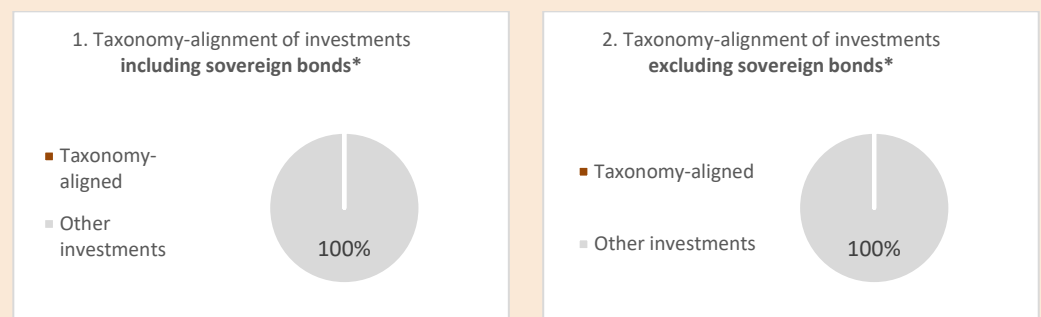 1. Taxonomy-alignment of investments
including sovereign bonds*
Taxonomy-
aligned
Other
investments
100%
2. Taxonomy-alignment of investments
excluding sovereign bonds*
Taxonomy-aligned
Other investments
100%